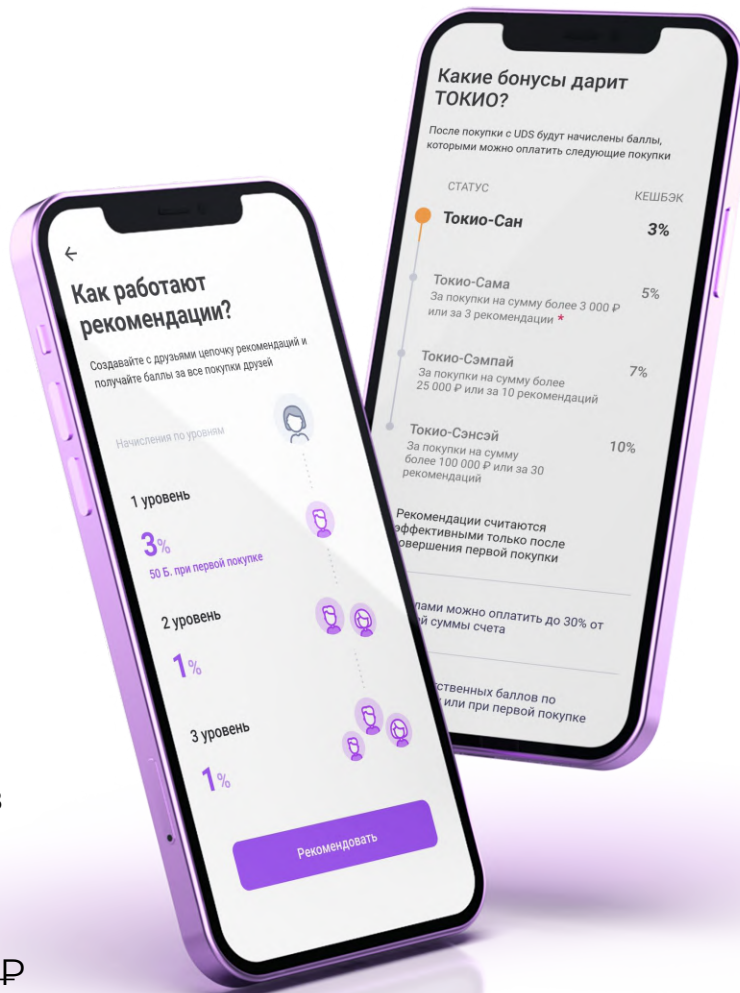 Как работают
рекомендации?
Создавайте с друзьями цепочку рекомендаций и
получайте баллы за все покупки друзей
Начисления по уровням
1 уровень
3%
50 Б. при первой покупке
2 уровень
1%
3 уровень
1%
Рекомендовать
Какие бонусы дарит
ТОКИО?
После покупки с UDS будут начислены баллы,
которыми можно оплатить следующие покупки
СТАТУС КЕШБЭК
Токио-Сан 3%
Токио-Сама 5%
За покупки на сумму более 3 000 ₽
или за 3 рекомендации *
Токио-Сэмпай 7%
За покупки на сумму более
25 000 ₽ или за 10 рекомендаций
Токио-Сэнсэй 10%
За покупки на сумму
более 100 000 ₽ или за 30
рекомендаций
Рекомендации считаются
эффективными только после
совершения первой покупки
можно оплатить до 30% от
суммы счета
баллов по
или при первой покупке
₽